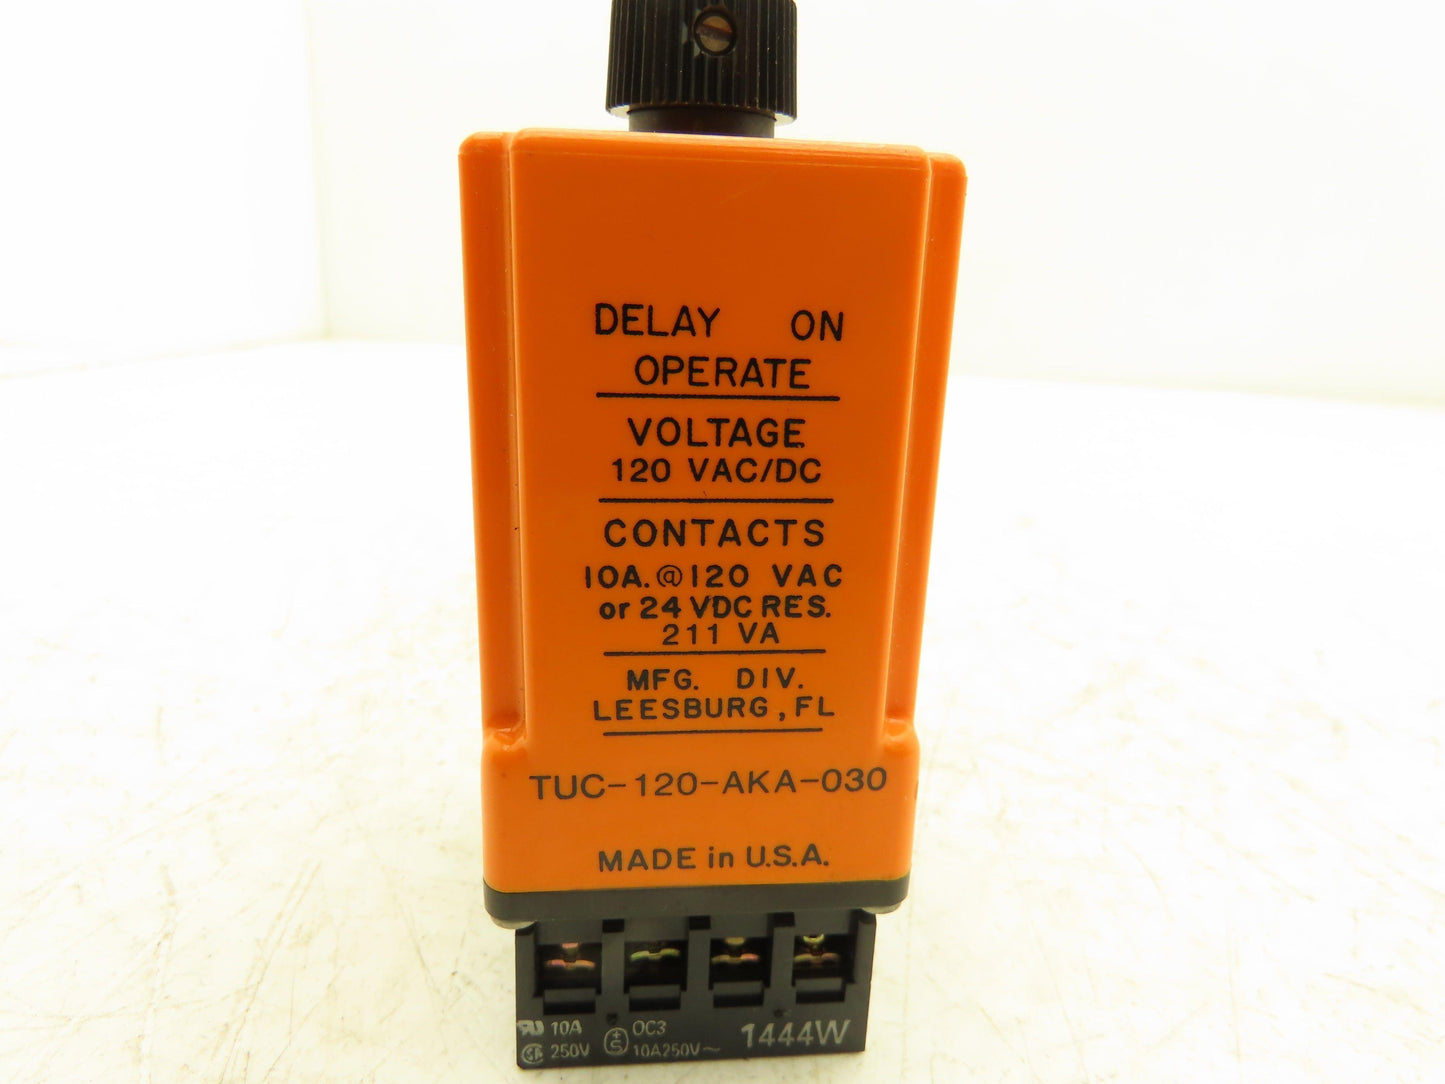 DELAY ON
OPERATE
VOLTAGE
120 VAC/DC
CONTACTS
10A.@120 VAC
or 24 VDC RES.
211 VA
MFG. DIV.
LEESBURG, FL
TUC-120-AKA-030
MADE in U.S.A.
10A OC3 1444W
250V 10A250V~